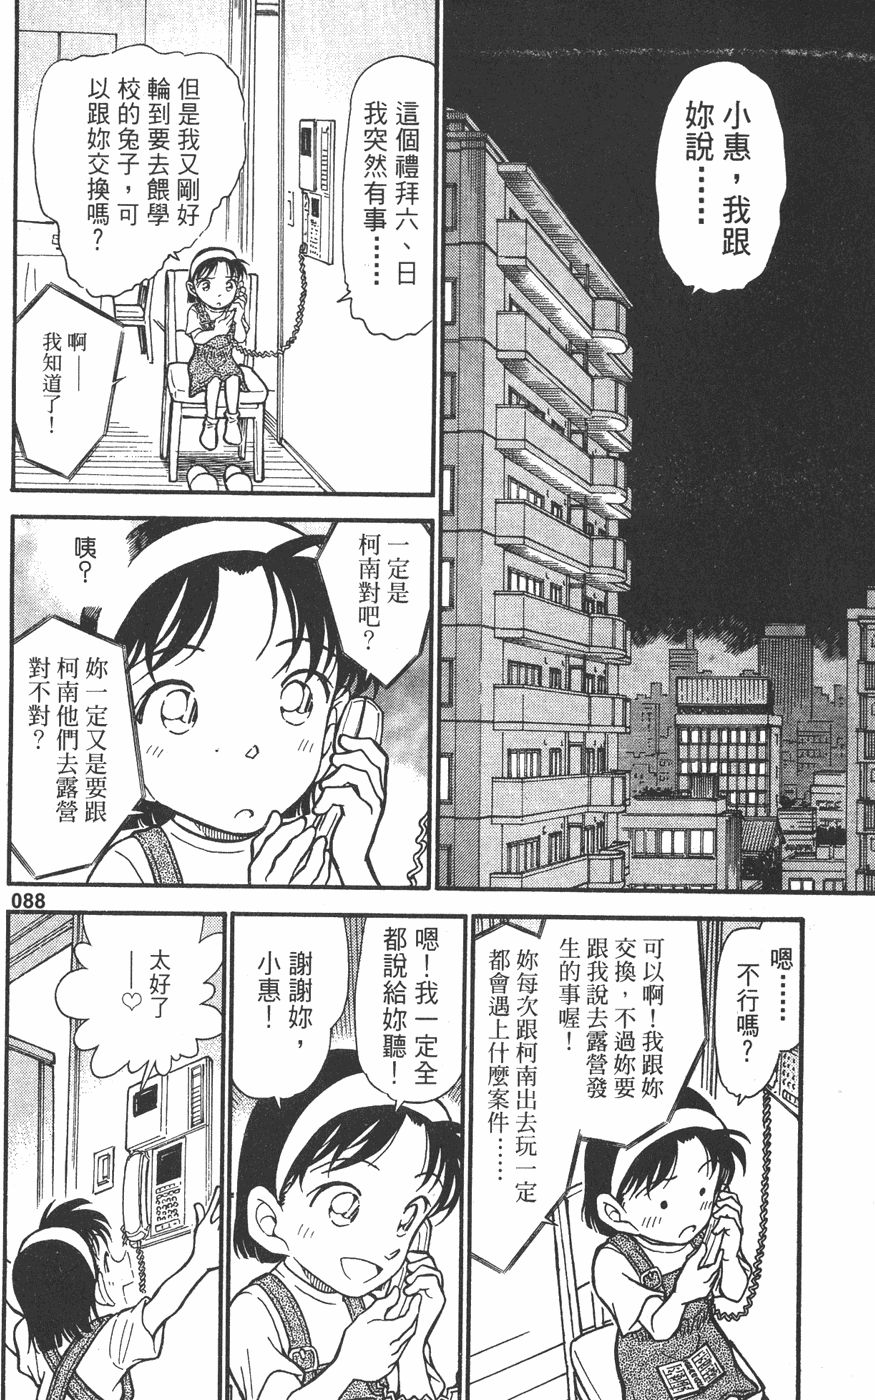 小惠，我跟
妳說……
這個禮拜六、日
我突然有事……
但是我又剛好
輪到要去餵學
校的兔子，可
以跟妳交換嗎？
啊——
我知道了！
一定是
柯南對吧？
咦？
妳一定又是要跟
柯南他們去露營
對不對？
嗯……
不行嗎？
可以啊！我跟妳
交換，不過妳要
跟我說去露營發
生的事喔！
妳每次跟柯南出去玩一定
都會遇上什麼案件……
嗯！我一定全
都說給妳聽！
謝謝妳，
小惠！
太好了
——♡
088